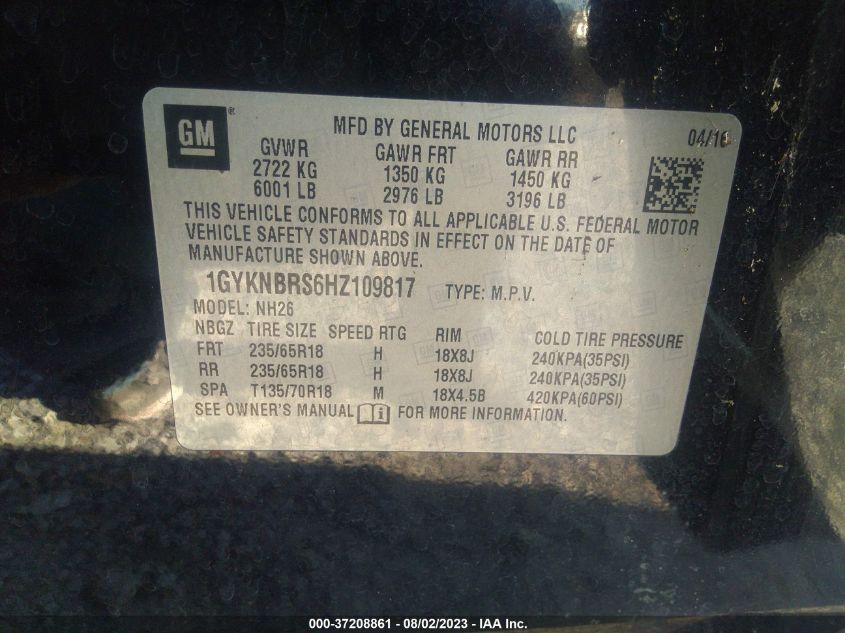 GM ®
MFD BY GENERAL MOTORS LLC 04/16
GVWR GAWR FRT GAWR RR
2722 KG 1350 KG 1450 KG
6001 LB 2976 LB 3196 LB
THIS VEHICLE CONFORMS TO ALL APPLICABLE U.S. FEDERAL MOTOR
VEHICLE SAFETY STANDARDS IN EFFECT ON THE DATE OF
MANUFACTURE SHOWN ABOVE.
1GYKNBRS6HZ109817 TYPE: M.P.V.
MODEL: NH26
NBGZ TIRE SIZE SPEED RTG RIM COLD TIRE PRESSURE
FRT 235/65R18 H 18X8J 240KPA(35PSI)
RR 235/65R18 H 18X8J 240KPA(35PSI)
SPA T135/70R18 M 18X4.5B 420KPA(60PSI)
SEE OWNER'S MANUAL FOR MORE INFORMATION.
000-37208861 - 08/02/2023 - IAA Inc.